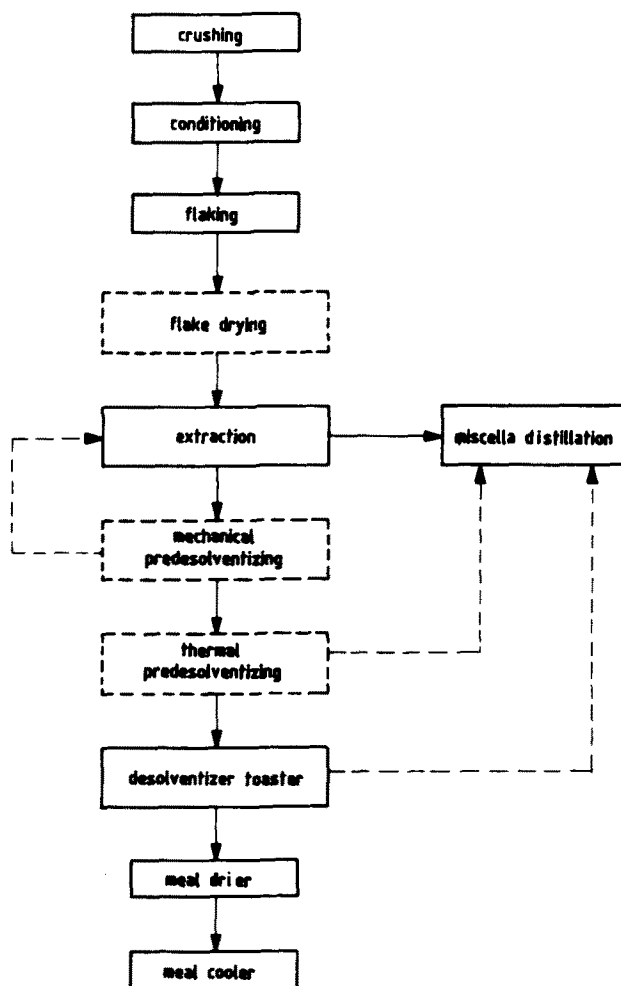 crushing
conditioning
flaking
flake drying
extraction
miscella distillation
mechanical
predesolventizing
thermal
predesolventizing
desolventizer toaster
meal drier
meal cooler